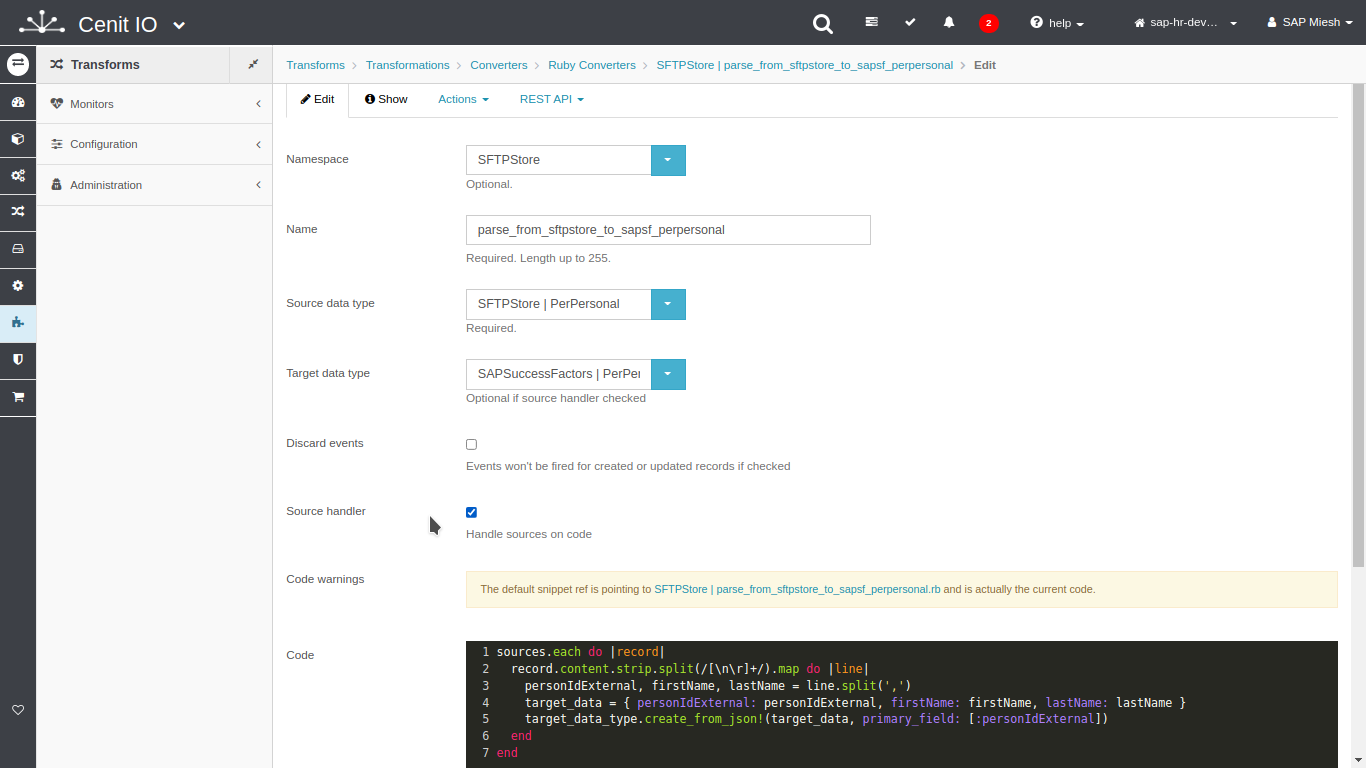 Cenit IO
2
help
sap-hr-dev...
SAP Miesh
Transforms
Transforms
Transformations
Converters
Ruby Converters
SFTPStore | parse_from_sftpstore_to_sapsf_perpersonal
Edit
Monitors
Configuration
Administration
Edit
Show
Actions
REST API
Namespace
SFTPStore
Optional.
Name
parse_from_sftpstore_to_sapsf_perpersonal
Required. Length up to 255.
Source data type
SFTPStore | PerPersonal
Required.
Target data type
SAPSuccessFactors | PerPer
Optional if source handler checked
Discard events
Events won't be fired for created or updated records if checked
Source handler
Handle sources on code
Code warnings
The default snippet ref is pointing to SFTPStore | parse_from_sftpstore_to_sapsf_perpersonal.rb and is actually the current code.
Code
1 sources.each do |record|
2 record.content.strip.split(/[\n\r]+/).map do |line|
3 personIdExternal, firstName, lastName = line.split(',')
4 target_data = { personIdExternal: personIdExternal, firstName: firstName, lastName: lastName }
5 target_data_type.create_from_json!(target_data, primary_field: [:personIdExternal])
6 end
7 end